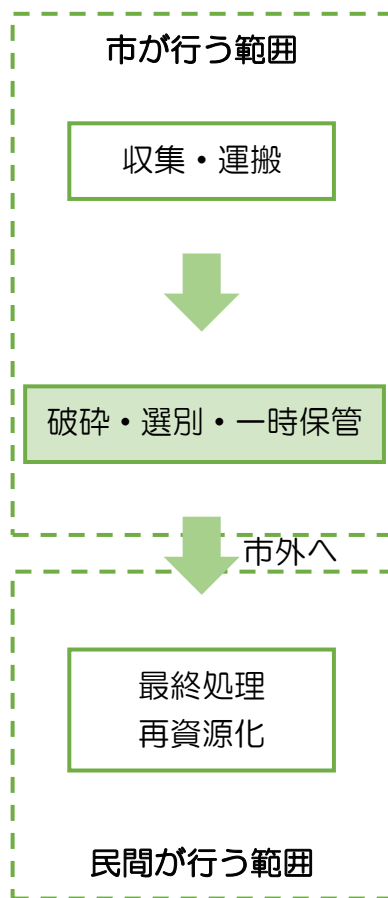 市が行う範囲
収集・運搬
破砕・選別・一時保管
市外へ
最終処理
再資源化
民間が行う範囲